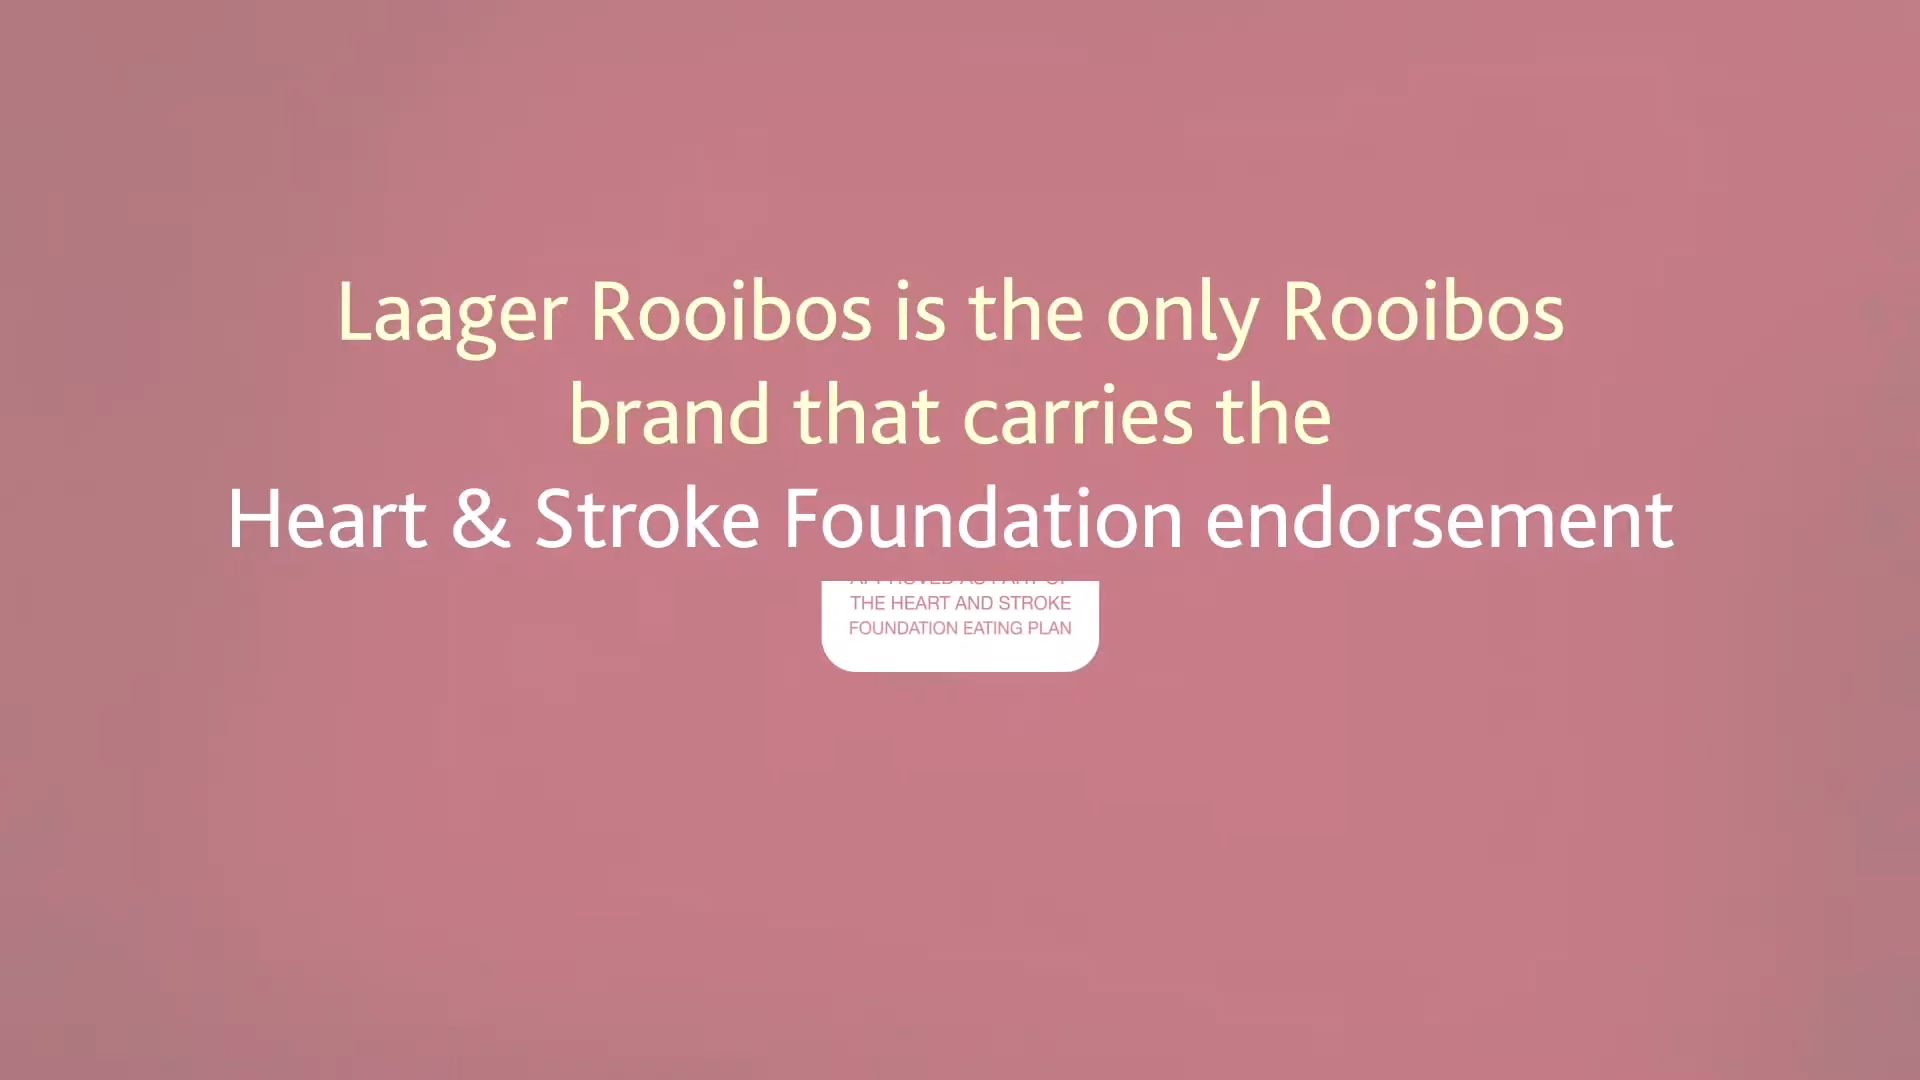 Laager Rooibos is the only Rooibos
brand that carries the
Heart & Stroke Foundation endorsement
THE HEART AND STROKE
FOUNDATION EATING PLAN